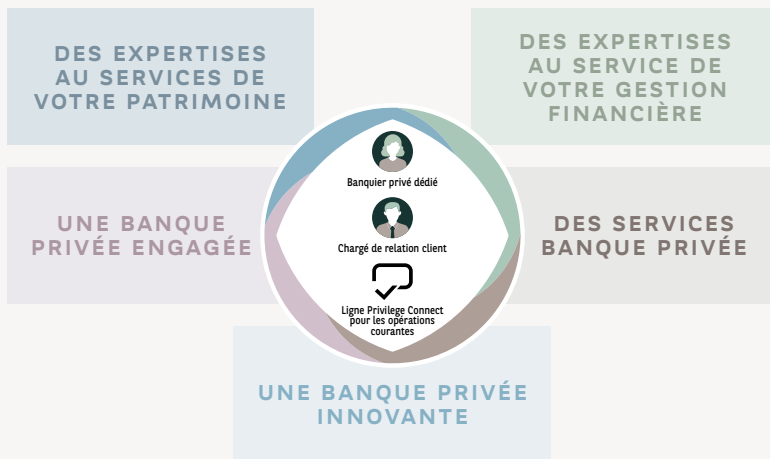 DES EXPERTISES
AU SERVICES DE
VOTRE PATRIMOINE
DES EXPERTISES
AU SERVICE DE
VOTRE GESTION
FINANCIÈRE
UNE BANQUE
PRIVÉE ENGAGÉE
Banquier privé dédié
Chargé de relation client
Ligne Privilege Connect
pour les opérations
courantes
DES SERVICES
BANQUE PRIVÉE
UNE BANQUE PRIVÉE
INNOVANTE